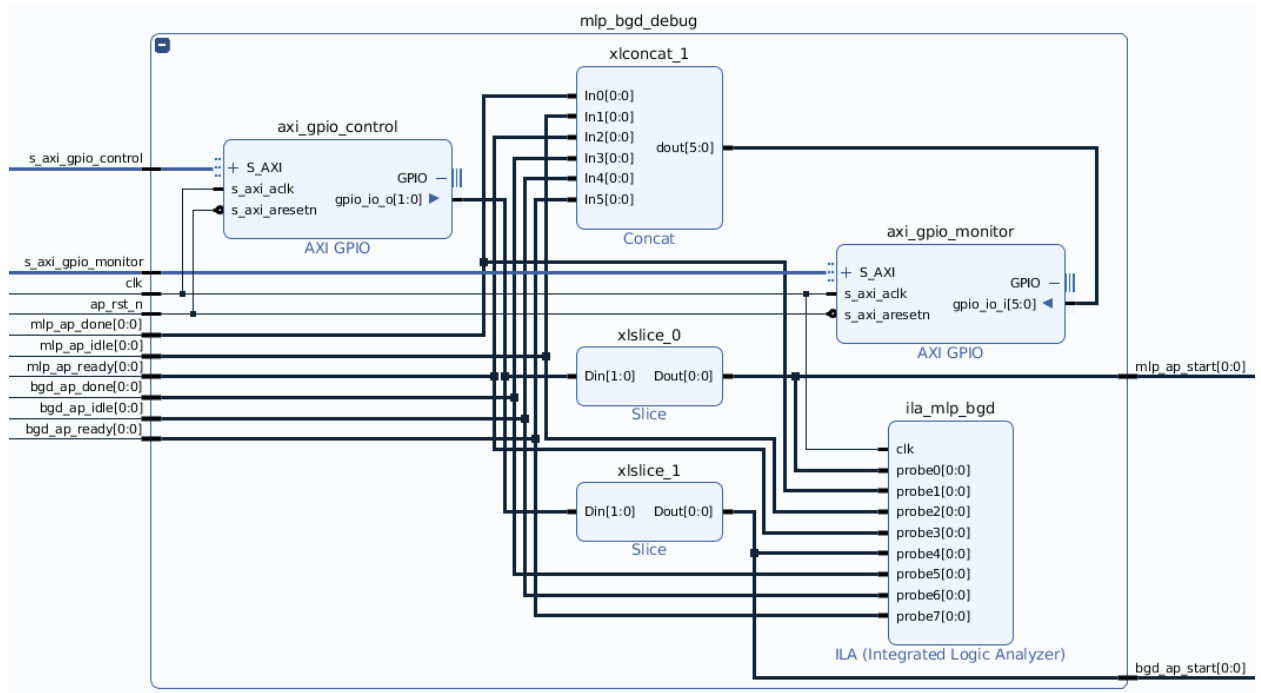 mlp_bgd_debug
xlconcat_1
In0[0:0]
In1[0:0]
In2[0:0]
In3[0:0]
In4[0:0]
In5[0:0]
dout[5:0]
Concat
axi_gpio_control
S_AXI
s_axi_aclk
s_axi_aresetn
GPIO
gpio_io_o[1:0]
AXI GPIO
s_axi_gpio_control
s_axi_gpio_monitor
clk
ap_rst_n
mlp_ap_done[0:0]
mlp_ap_idle[0:0]
mlp_ap_ready[0:0]
bgd_ap_done[0:0]
bgd_ap_idle[0:0]
bgd_ap_ready[0:0]
axi_gpio_monitor
S_AXI
s_axi_aclk
s_axi_aresetn
GPIO
gpio_io_i[5:0]
AXI GPIO
xlslice_0
Din[1:0]
Dout[0:0]
Slice
mlp_ap_start[0:0]
xlslice_1
Din[1:0]
Dout[0:0]
Slice
ila_mlp_bgd
clk
probe0[0:0]
probe1[0:0]
probe2[0:0]
probe3[0:0]
probe4[0:0]
probe5[0:0]
probe6[0:0]
probe7[0:0]
ILA (Integrated Logic Analyzer)
bgd_ap_start[0:0]